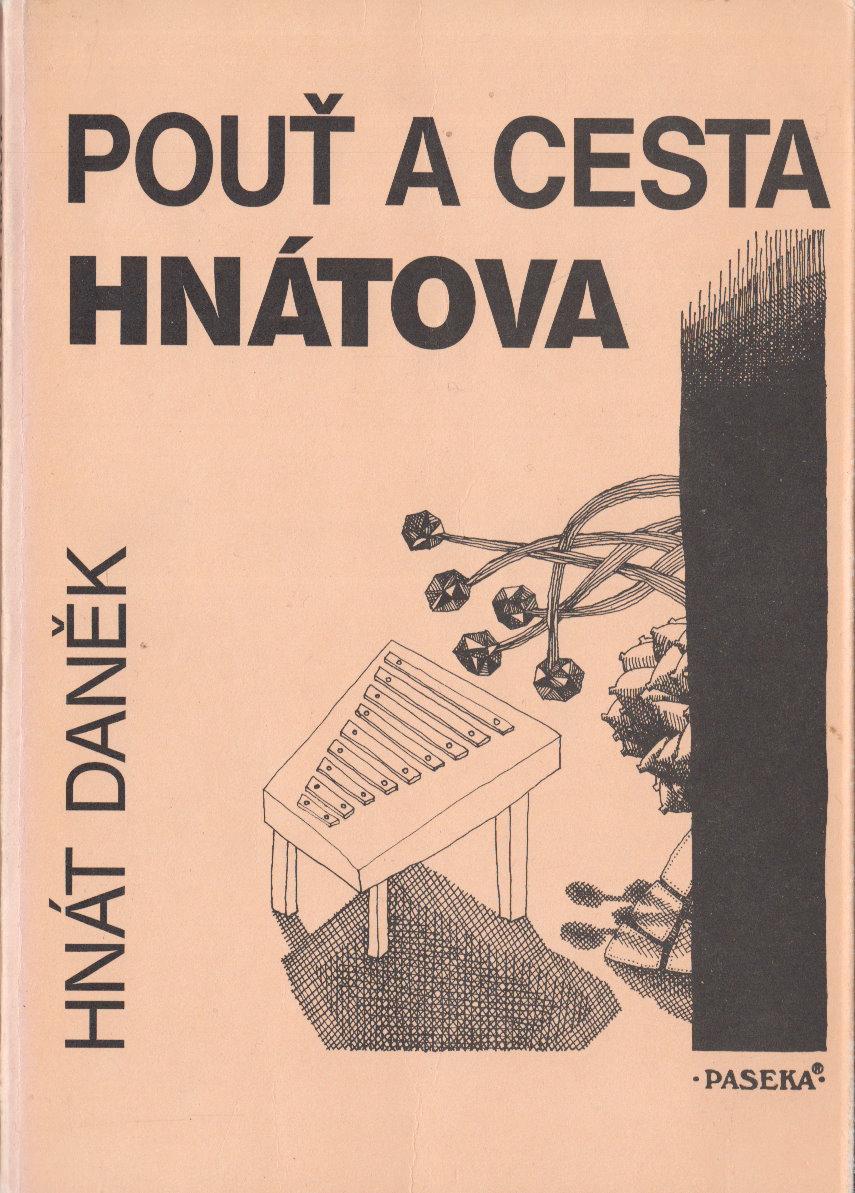 POUŤ A CESTA
HNÁTOVA
HNÁT DANĚK
·PASEKA®·